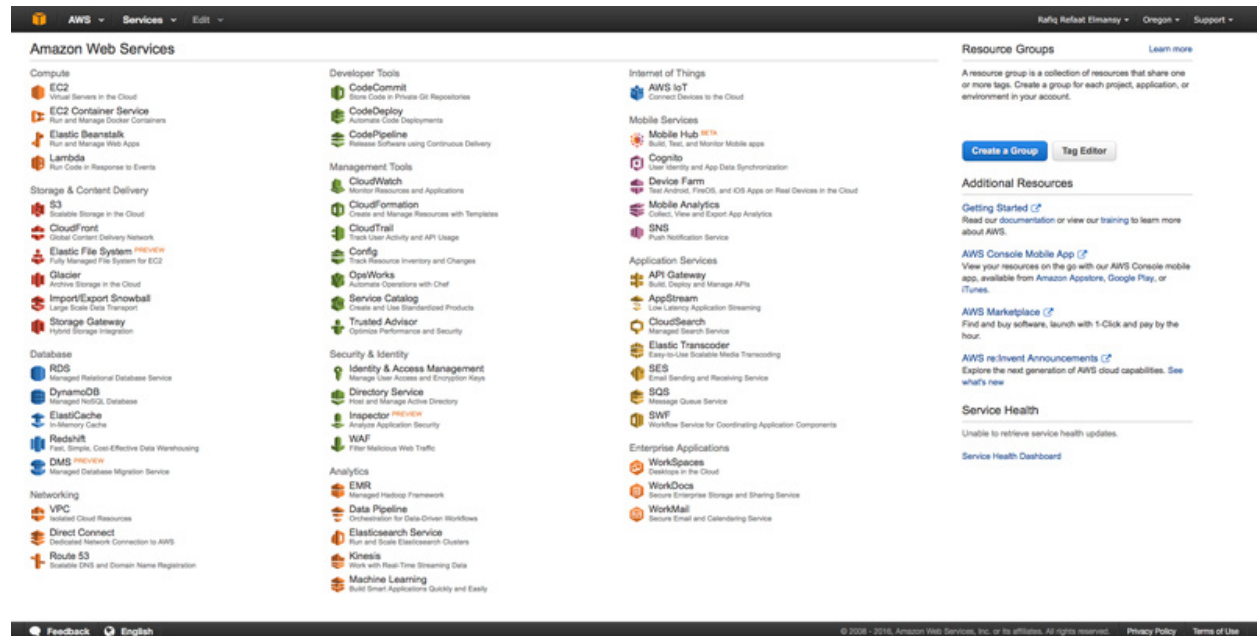 AWS Services Edit Rafiq Refaat Elmansy Oregon Support
Amazon Web Services
Compute
EC2
Virtual Servers in the Cloud
EC2 Container Service
Run and Manage Docker Containers
Elastic Beanstalk
Run and Manage Web Apps
Lambda
Run Code in Response to Events
Storage & Content Delivery
S3
Scalable Storage in the Cloud
CloudFront
Global Content Delivery Network
Elastic File System PREVIEW
Fully Managed File System for EC2
Glacier
Archive Storage in the Cloud
Import/Export Snowball
Large Scale Data Transport
Storage Gateway
Hybrid Storage Integration
Database
RDS
Managed Relational Database Service
DynamoDB
Managed NoSQL Database
ElastiCache
In-Memory Cache
Redshift
Fast, Simple, Cost-Effective Data Warehousing
DMS PREVIEW
Managed Database Migration Service
Networking
VPC
Isolated Cloud Resources
Direct Connect
Dedicated Network Connection to AWS
Route 53
Scalable DNS and Domain Name Registration
Developer Tools
CodeCommit
Store Code in Private Git Repositories
CodeDeploy
Automate Code Deployments
CodePipeline
Release Software using Continuous Delivery
Management Tools
CloudWatch
Monitor Resources and Applications
CloudFormation
Create and Manage Resources with Templates
CloudTrail
Track User Activity and API Usage
Config
Track Resource Inventory and Changes
OpsWorks
Automate Operations with Chef
Service Catalog
Create and Use Standardized Products
Trusted Advisor
Optimize Performance and Security
Security & Identity
Identity & Access Management
Manage User Access and Encryption Keys
Directory Service
Host and Manage Active Directory
Inspector PREVIEW
Analyze Application Security
WAF
Filter Malicious Web Traffic
Analytics
EMR
Managed Hadoop Framework
Data Pipeline
Orchestration for Data-Driven Workflows
Elasticsearch Service
Run and Scale Elasticsearch Clusters
Kinesis
Work with Real-Time Streaming Data
Machine Learning
Build Smart Applications Quickly and Easily
Internet of Things
AWS IoT
Connect Devices to the Cloud
Mobile Services
Mobile Hub BETA
Build, Test, and Monitor Mobile apps
Cognito
User Identity and App Data Synchronization
Device Farm
Test Android, FireOS, and iOS Apps on Real Devices in the Cloud
Mobile Analytics
Collect, View and Export App Analytics
SNS
Push Notification Service
Application Services
API Gateway
Build, Deploy and Manage APIs
AppStream
Low Latency Application Streaming
CloudSearch
Managed Search Service
Elastic Transcoder
Easy-to-Use Scalable Media Transcoding
SES
Email Sending and Receiving Service
SQS
Message Queue Service
SWF
Workflow Service for Coordinating Application Components
Enterprise Applications
WorkSpaces
Desktops in the Cloud
WorkDocs
Secure Enterprise Storage and Sharing Service
WorkMail
Secure Email and Calendaring Service
Resource Groups Learn more
A resource group is a collection of resources that share one
or more tags. Create a group for each project, application, or
environment in your account.
Create a Group Tag Editor
Additional Resources
Getting Started
Read our documentation or view our training to learn more
about AWS.
AWS Console Mobile App
View your resources on the go with our AWS Console mobile
app, available from Amazon Appstore, Google Play, or
iTunes.
AWS Marketplace
Find and buy software, launch with 1-Click and pay by the
hour.
AWS re:Invent Announcements
Explore the next generation of AWS cloud capabilities. See
what's new
Service Health
Unable to retrieve service health updates.
Service Health Dashboard
Feedback English © 2008 - 2016, Amazon Web Services, Inc. or its affiliates. All rights reserved. Privacy Policy Terms of Use